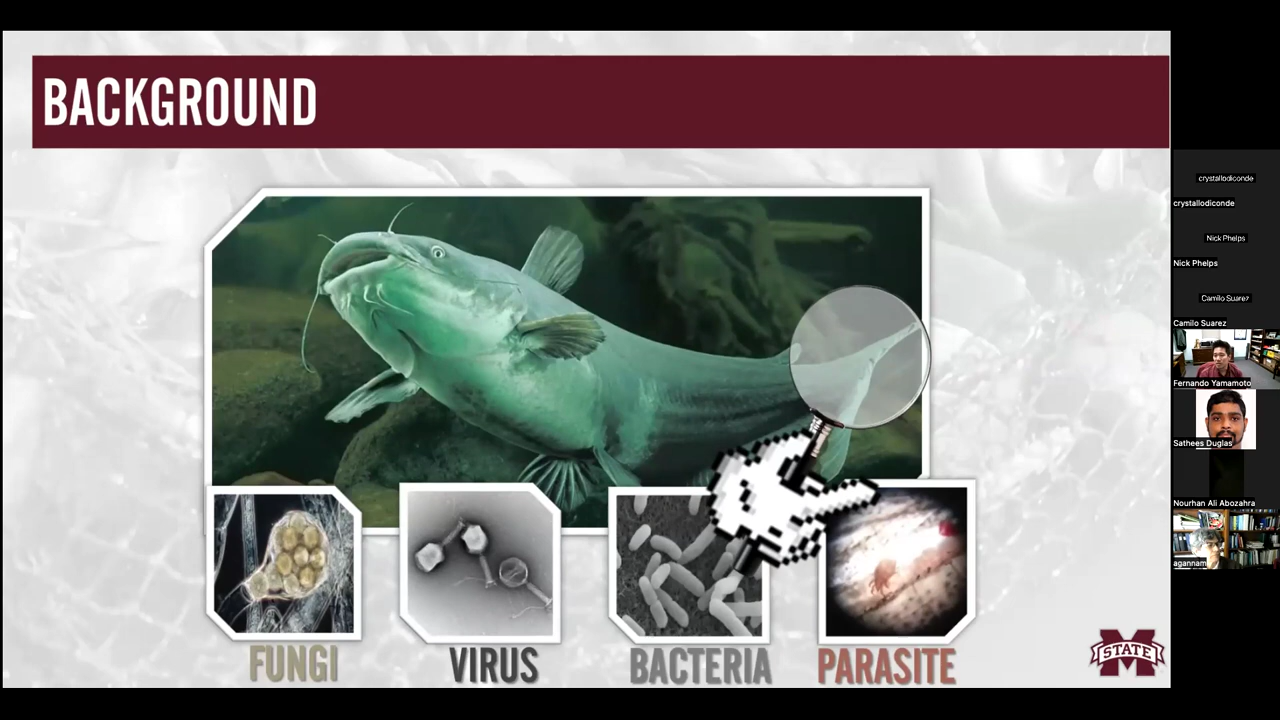 BACKGROUND
FUNGI
VIRUS
BACTERIA
PARASITE
STATE
crystallodiconde
crystallodiconde
Nick Phelps
Nick Phelps
Camilo Suarez
Camilo Suarez
Fernando Yamamoto
Sathees Duglas
Nourhan Ali Abozahra
agannam